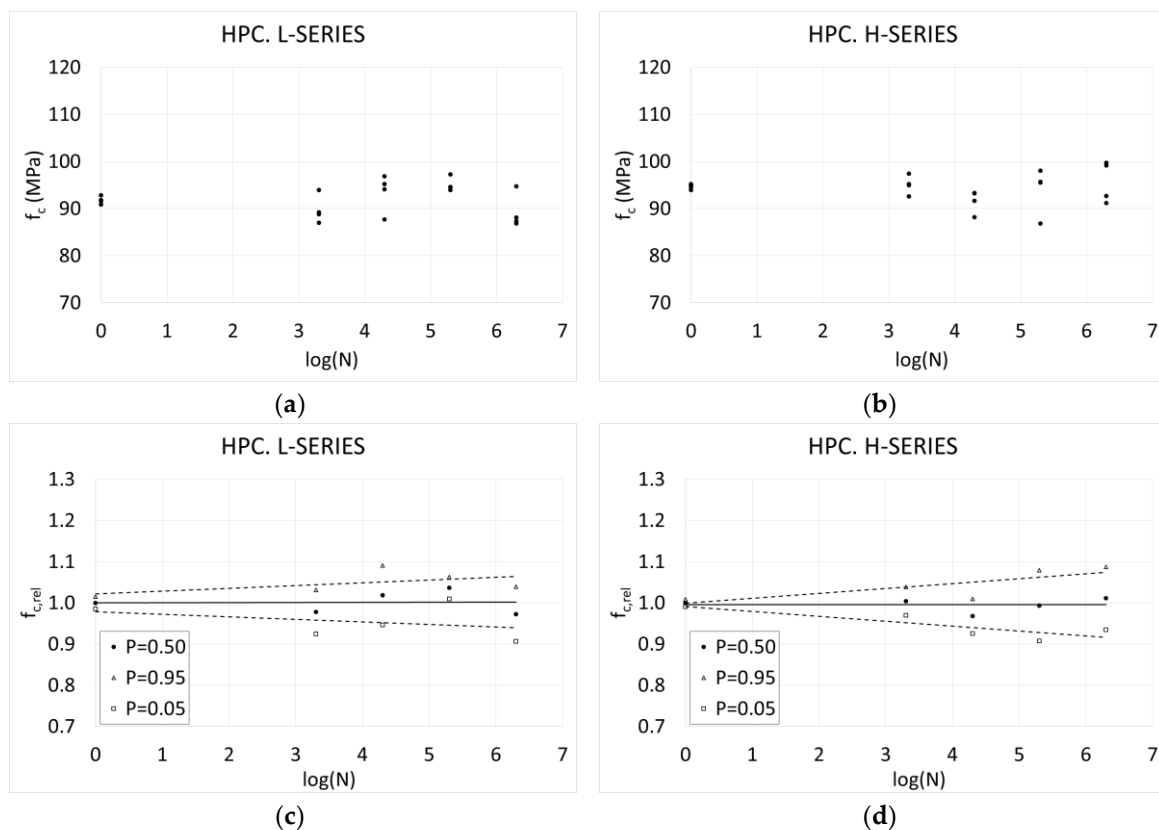 HPC. L-SERIES
120
110
100
90
80
70
f_c (MPa)
0 1 2 3 4 5 6 7
log(N)
(a)
HPC. H-SERIES
120
110
100
90
80
70
f_c (MPa)
0 1 2 3 4 5 6 7
log(N)
(b)
HPC. L-SERIES
1.3
1.2
1.1
1.0
0.9
0.8
0.7
f_c,rel
P=0.50
P=0.95
P=0.05
0 1 2 3 4 5 6 7
log(N)
(c)
HPC. H-SERIES
1.3
1.2
1.1
1.0
0.9
0.8
0.7
f_c,rel
P=0.50
P=0.95
P=0.05
0 1 2 3 4 5 6 7
log(N)
(d)